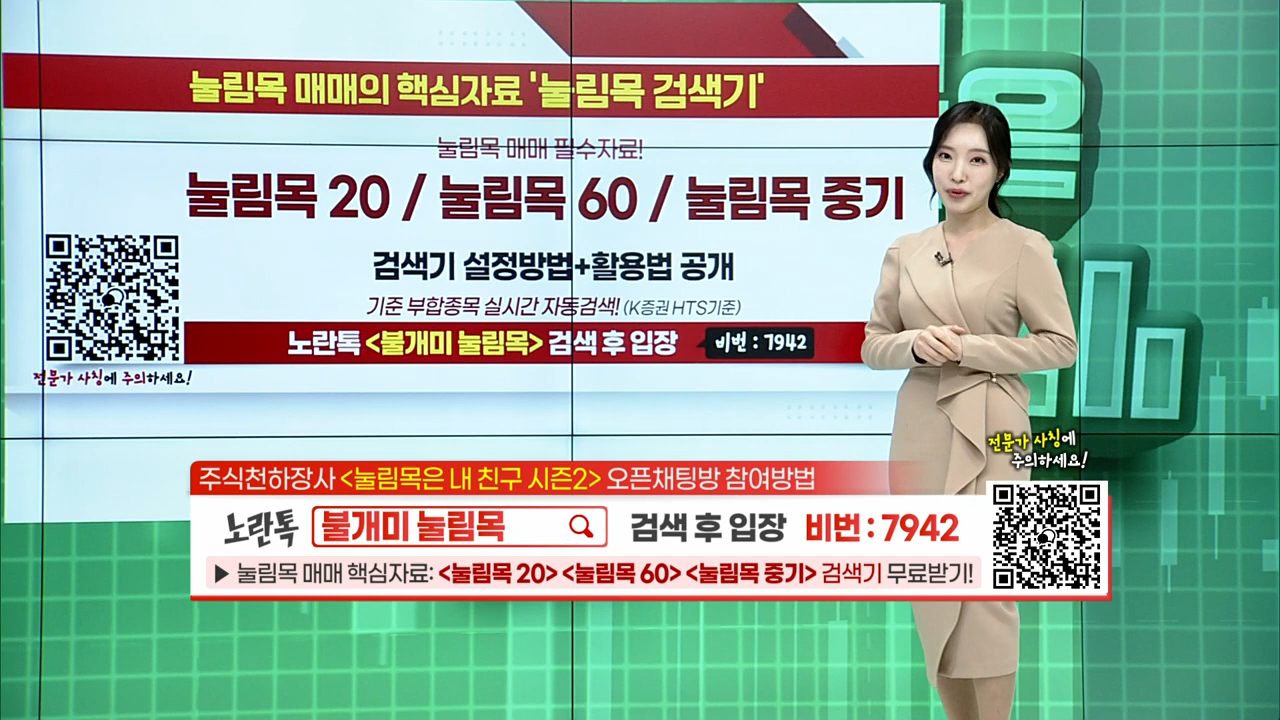 눌림목 매매의 핵심자료 '눌림목 검색기'
눌림목 매매 필수자료!
눌림목 20 / 눌림목 60 / 눌림목 중기
검색기 설정방법+활용법 공개
기준 부합종목 실시간 자동검색! (K증권 HTS기준)
노란톡 <불개미 눌림목> 검색 후 입장 비번 : 7942
전문가 사칭에 주의하세요!
전문가 사칭에
주의하세요!
주식천하장사 <눌림목은 내 친구 시즌2> 오픈채팅방 참여방법
노란톡 불개미 눌림목 검색 후 입장 비번 : 7942
▶ 눌림목 매매 핵심자료: <눌림목 20> <눌림목 60> <눌림목 중기> 검색기 무료받기!